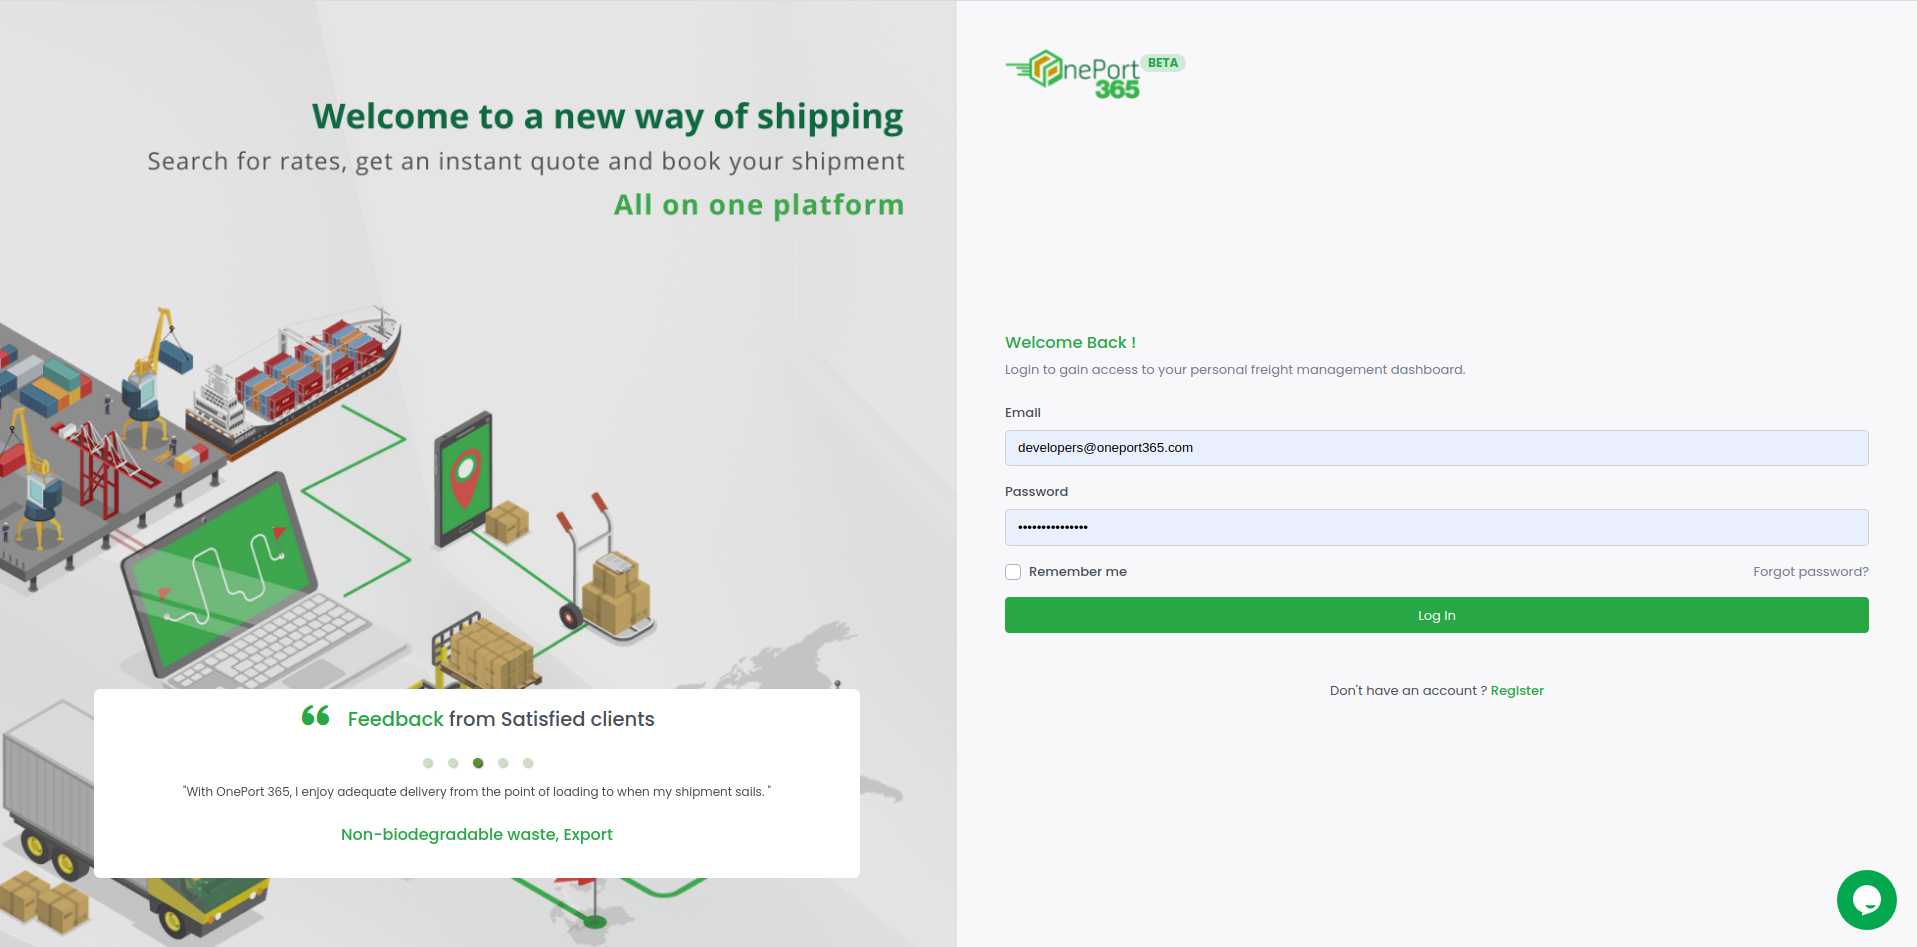 Welcome to a new way of shipping
Search for rates, get an instant quote and book your shipment
All on one platform
“ Feedback from Satisfied clients
"With OnePort 365, I enjoy adequate delivery from the point of loading to when my shipment sails. "
Non-biodegradable waste, Export
nePort BETA
365
Welcome Back !
Login to gain access to your personal freight management dashboard.
Email
developers@oneport365.com
Password
•••••••••••••••
Remember me Forgot password?
Log In
Don't have an account ? Register